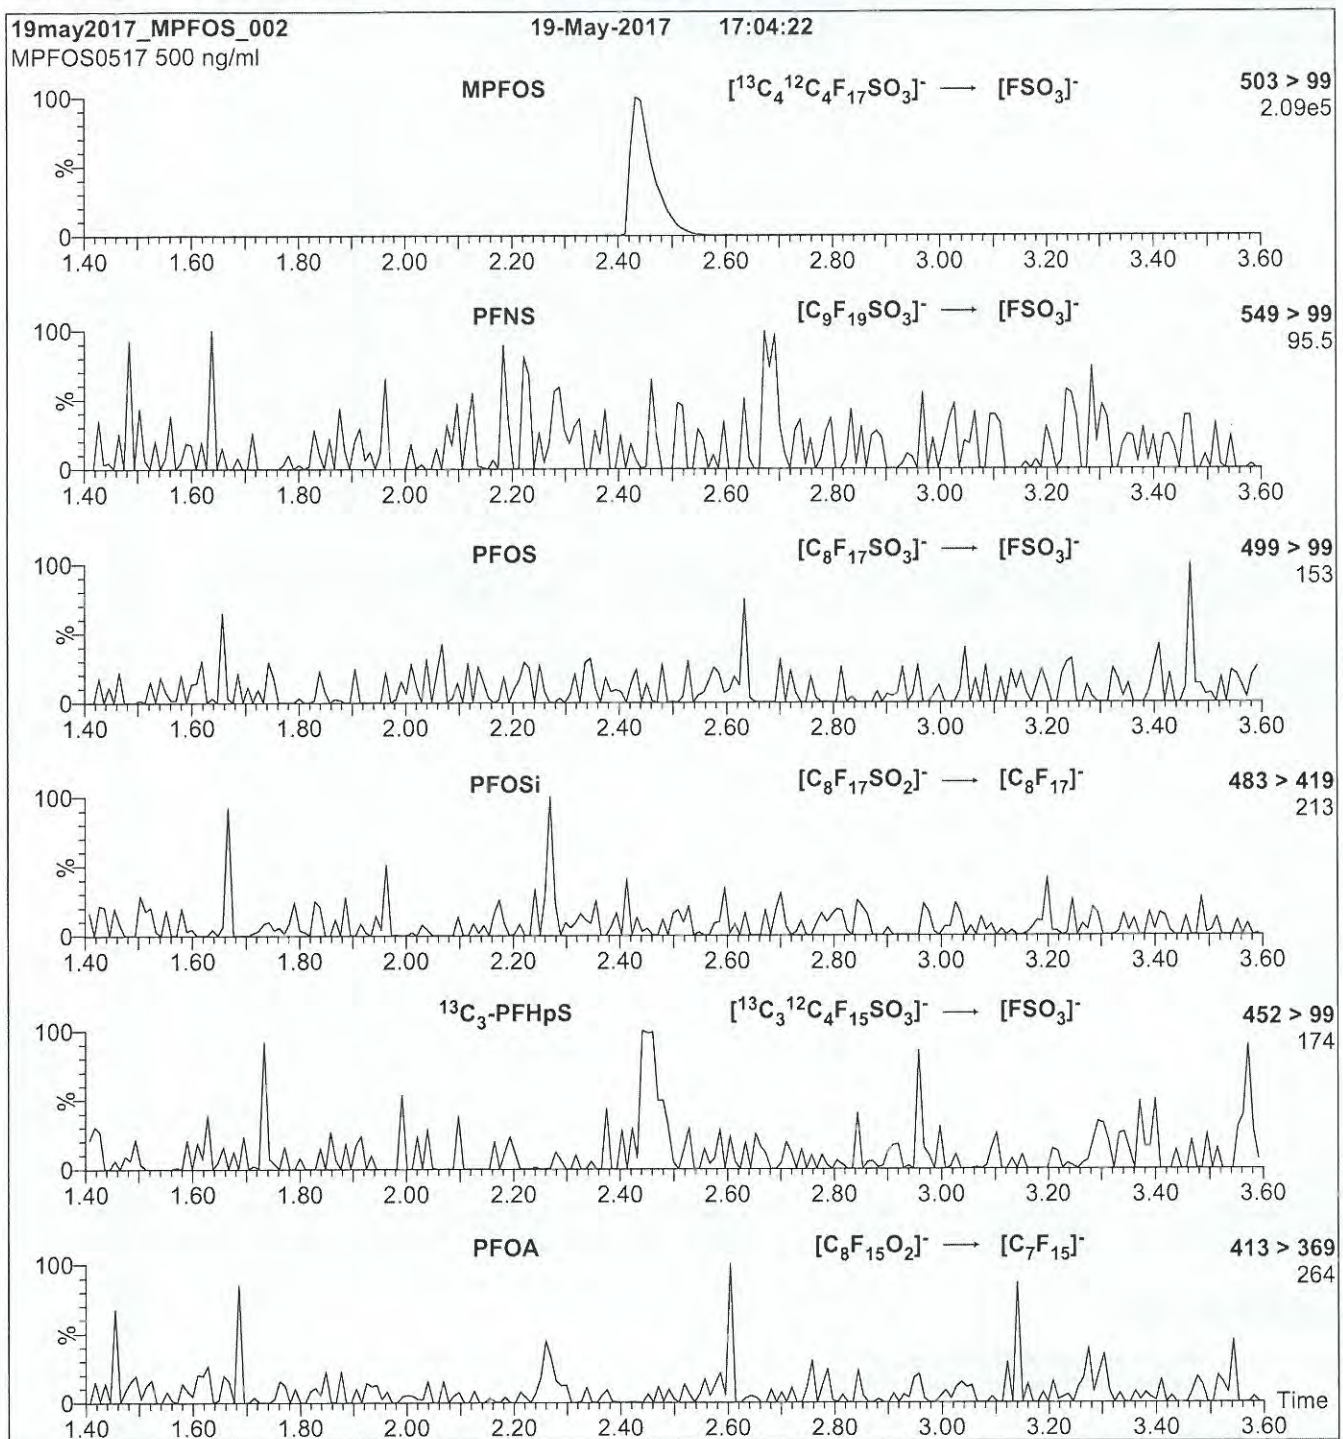 19may2017_MPFOS_002 19-May-2017 17:04:22
MPFOS0517 500 ng/ml
MPFOS [¹³C₄¹²C₄F₁₇SO₃]⁻ → [FSO₃]⁻ 503 > 99
2.09e5
100
%
0
1.40 1.60 1.80 2.00 2.20 2.40 2.60 2.80 3.00 3.20 3.40 3.60
PFNS [C₉F₁₉SO₃]⁻ → [FSO₃]⁻ 549 > 99
95.5
100
%
0
1.40 1.60 1.80 2.00 2.20 2.40 2.60 2.80 3.00 3.20 3.40 3.60
PFOS [C₈F₁₇SO₃]⁻ → [FSO₃]⁻ 499 > 99
153
100
%
0
1.40 1.60 1.80 2.00 2.20 2.40 2.60 2.80 3.00 3.20 3.40 3.60
PFOSi [C₈F₁₇SO₂]⁻ → [C₈F₁₇]⁻ 483 > 419
213
100
%
0
1.40 1.60 1.80 2.00 2.20 2.40 2.60 2.80 3.00 3.20 3.40 3.60
¹³C₃-PFHpS [¹³C₃¹²C₄F₁₅SO₃]⁻ → [FSO₃]⁻ 452 > 99
174
100
%
0
1.40 1.60 1.80 2.00 2.20 2.40 2.60 2.80 3.00 3.20 3.40 3.60
PFOA [C₈F₁₅O₂]⁻ → [C₇F₁₅]⁻ 413 > 369
264
100
%
0 Time
1.40 1.60 1.80 2.00 2.20 2.40 2.60 2.80 3.00 3.20 3.40 3.60